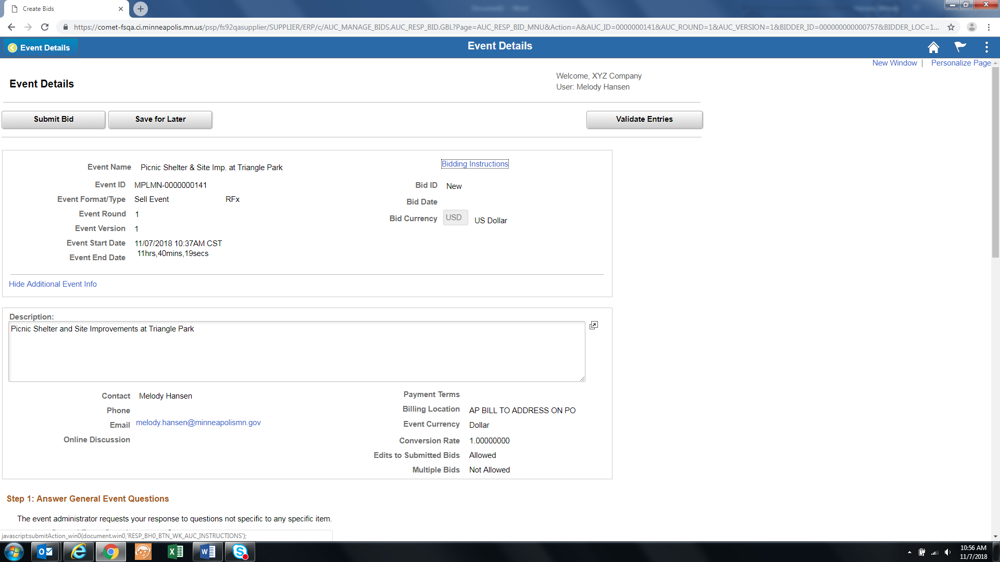 Create Bids
https://comet-fsqa.ci.minneapolis.mn.us/psp/fs92qasupplier/SUPPLIER/ERP/c/AUC_MANAGE_BIDS.AUC_RESP_BID.GBL?Page=AUC_RESP_BID_MNU&Action=A&AUC_ID=0000000141&AUC_ROUND=1&AUC_VERSION=1&BIDDER_ID=000000000000757&BIDDER_LOC=1...
Event Details
Event Details
New Window | Personalize Page
Event Details
Welcome, XYZ Company
User: Melody Hansen
Submit Bid
Save for Later
Validate Entries
Event Name Picnic Shelter & Site Imp. at Triangle Park
Bidding Instructions
Event ID MPLMN-0000000141
Bid ID New
Event Format/Type Sell Event RFx
Bid Date
Event Round 1
Bid Currency USD US Dollar
Event Version 1
Event Start Date 11/07/2018 10:37AM CST
Event End Date 11hrs,40mins,19secs
Hide Additional Event Info
Description:
Picnic Shelter and Site Improvements at Triangle Park
Contact Melody Hansen
Payment Terms
Phone
Billing Location AP BILL TO ADDRESS ON PO
Email melody.hansen@minneapolismn.gov
Event Currency Dollar
Online Discussion
Conversion Rate 1.00000000
Edits to Submitted Bids Allowed
Multiple Bids Not Allowed
Step 1: Answer General Event Questions
The event administrator requests your response to questions not specific to any specific item.
javascript:submitAction_win0(document.win0,'RESP_BH0_BTN_WK_AUC_INSTRUCTIONS');
10:56 AM
11/7/2018